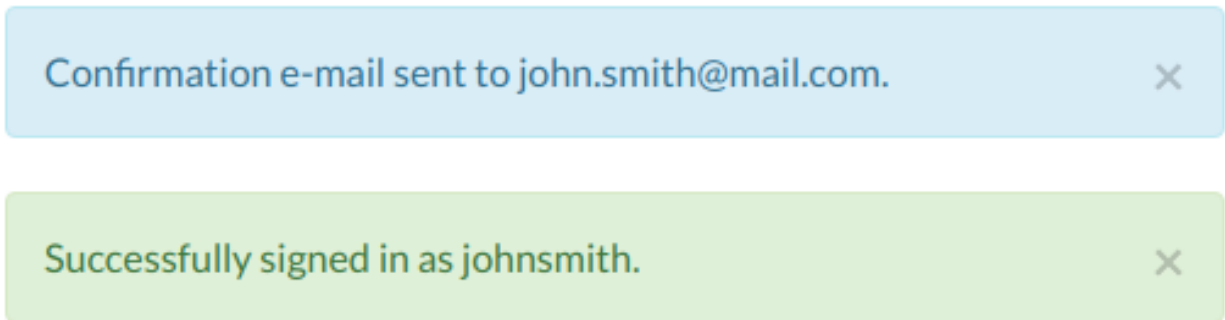 Confirmation e-mail sent to john.smith@mail.com.
Successfully signed in as johnsmith.